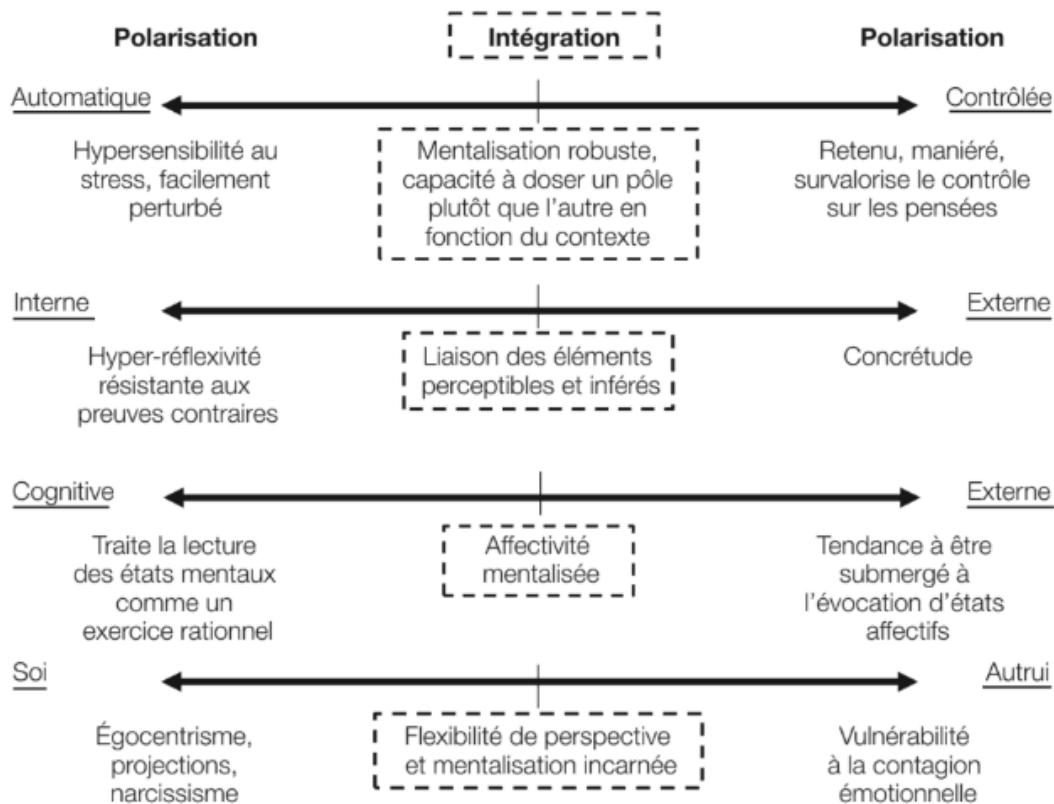 Polarisation
Intégration
Polarisation
Automatique
Contrôlée
Hypersensibilité au
stress, facilement
perturbé
Mentalisation robuste,
capacité à doser un pôle
plutôt que l'autre en
fonction du contexte
Retenu, maniéré,
survalorise le contrôle
sur les pensées
Interne
Externe
Hyper-réflexivité
résistante aux
preuves contraires
Liaison des éléments
perceptibles et inférés
Concrétude
Cognitive
Externe
Traite la lecture
des états mentaux
comme un
exercice rationnel
Affectivité
mentalisée
Tendance à être
submergé à
l'évocation d'états
affectifs
Soi
Autrui
Égocentrisme,
projections,
narcissisme
Flexibilité de perspective
et mentalisation incarnée
Vulnérabilité
à la contagion
émotionnelle